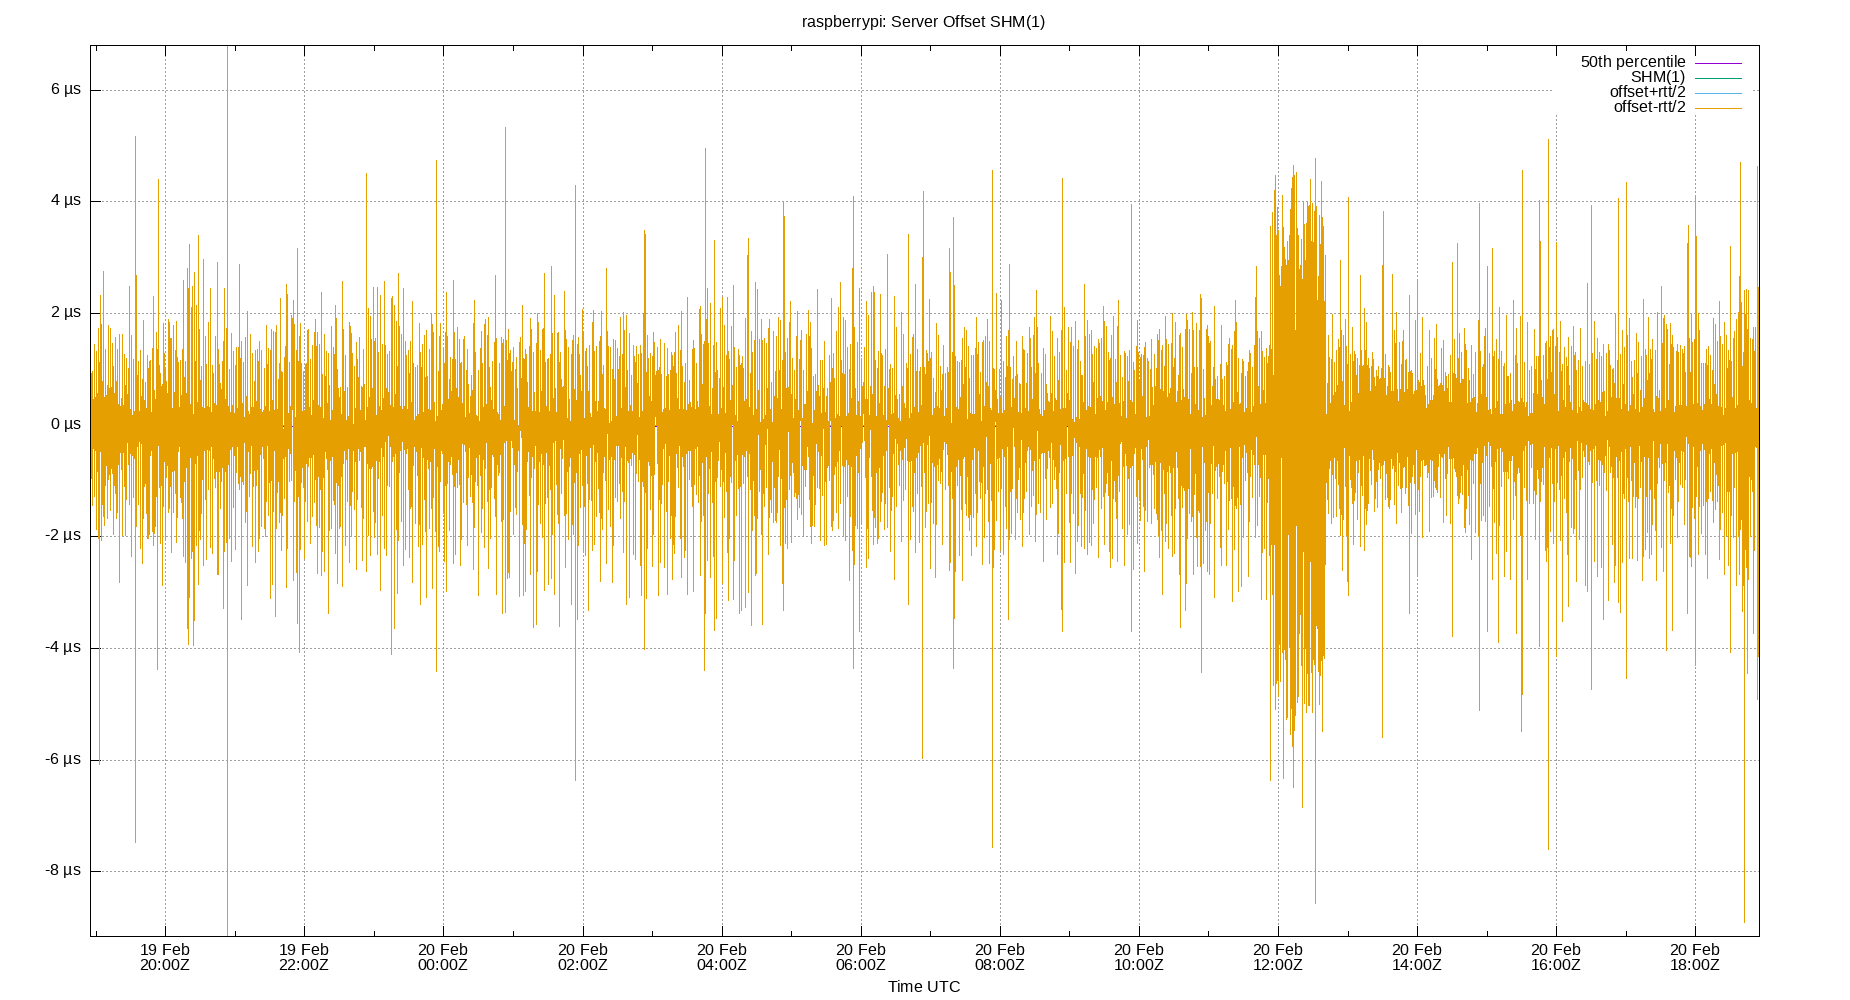 raspberrypi: Server Offset SHM(1)
50th percentile
SHM(1)
offset+rtt/2
offset-rtt/2
6 µs
4 µs
2 µs
0 µs
-2 µs
-4 µs
-6 µs
-8 µs
19 Feb 19 Feb 20 Feb 20 Feb 20 Feb 20 Feb 20 Feb 20 Feb 20 Feb 20 Feb 20 Feb 20 Feb
20:00Z 22:00Z 00:00Z 02:00Z 04:00Z 06:00Z 08:00Z 10:00Z 12:00Z 14:00Z 16:00Z 18:00Z
Time UTC